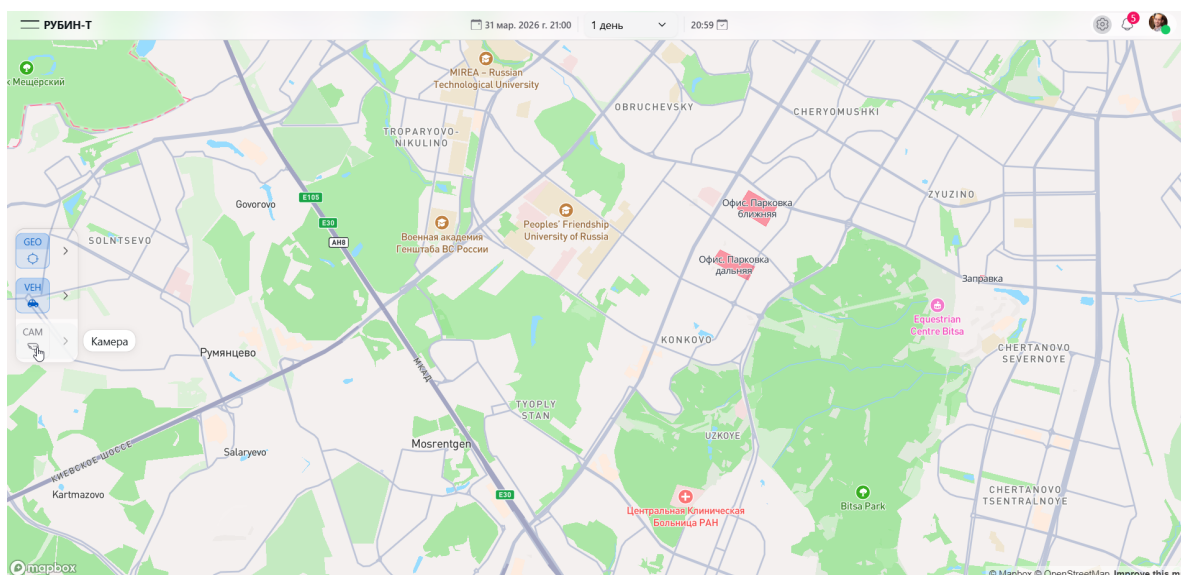 РУБИН-Т
31 мар. 2026 г. 21:00
1 день
20:59
5
Мещерский
MIREA – Russian
Technological University
OBRUCHEVSKY
CHERYOMUSHKI
TROPARYOVO-
NIKULINO
ZYUZINO
E105
Govorovo
Офис. Парковка
ближняя
E30
Peoples' Friendship
University of Russia
Военная академия
Генштаба ВС России
AH8
GEO
SOLNTSEVO
Офис. Парковка
дальняя
Заправка
VEH
Equestrian
Centre Bitsa
CAM
Камера
KONKOVO
CHERTANOVO
SEVERNOYE
Румянцево
МКАД
TYOPLY
STAN
UZKOYE
Mosrentgen
Salaryevo
КИЕВСКОЕ ШОССЕ
Kartmazovo
E30
CHERTANOVO
TSENTRALNOYE
Bitsa Park
Центральная Клиническая
Больница РАН
mapbox
© Mapbox © OpenStreetMap Improve this m